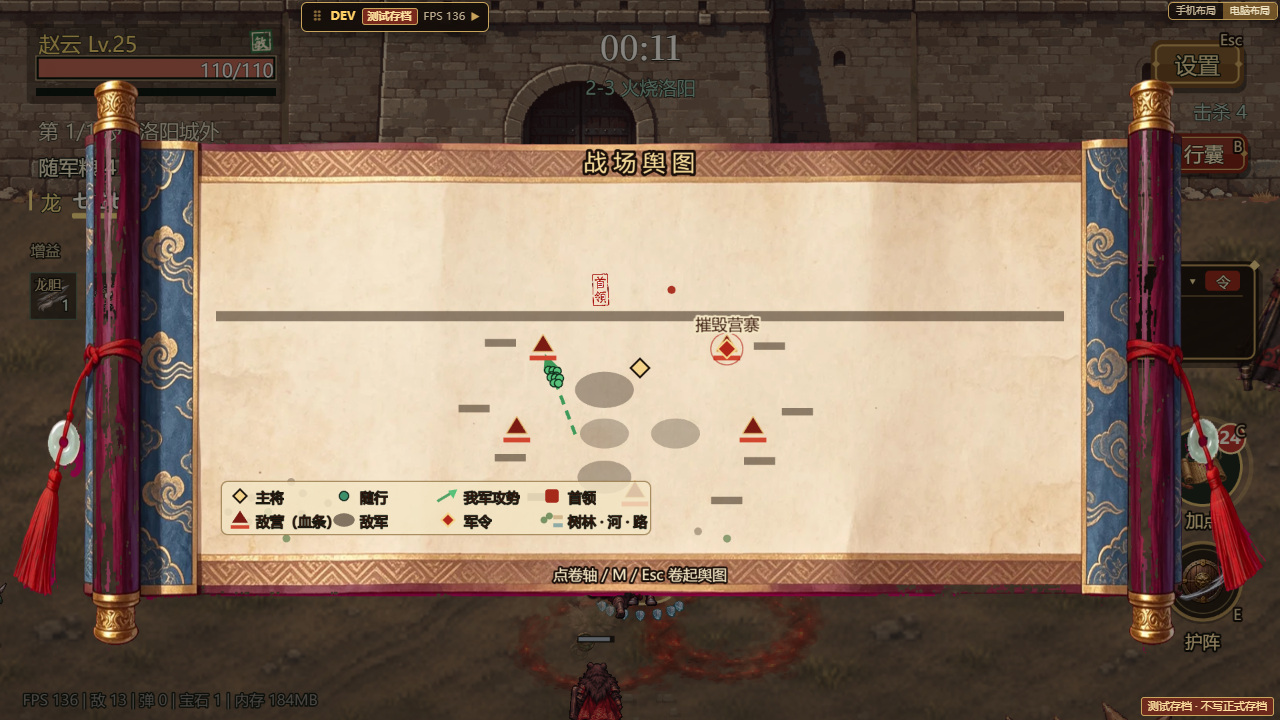 DEV 测试存档 FPS 136
手机布局 电脑布局
赵云 Lv.25
敏
110/110
00:11
2-3 火烧洛阳
Esc
设置
击杀 4
洛阳城外
随军粮
行囊 B
龙
增益
龙胆
1
战场舆图
首领
摧毁营寨
令
主将 随行 我军攻势 首领
敌营（血条） 敌军 军令 树林·河·路
点卷轴 / M / Esc 卷起舆图
24 C
加点
E
护阵
FPS 136 | 敌 13 | 弹 0 | 宝石 1 | 内存 184MB
测试存档 · 不写正式存档